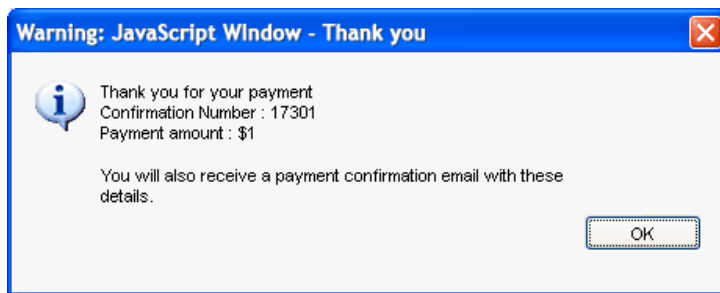 Warning: JavaScript WIndow - Thank you
Thank you for your payment
Confirmation Number : 17301
Payment amount : $1
You will also receive a payment confirmation email with these
details.
OK